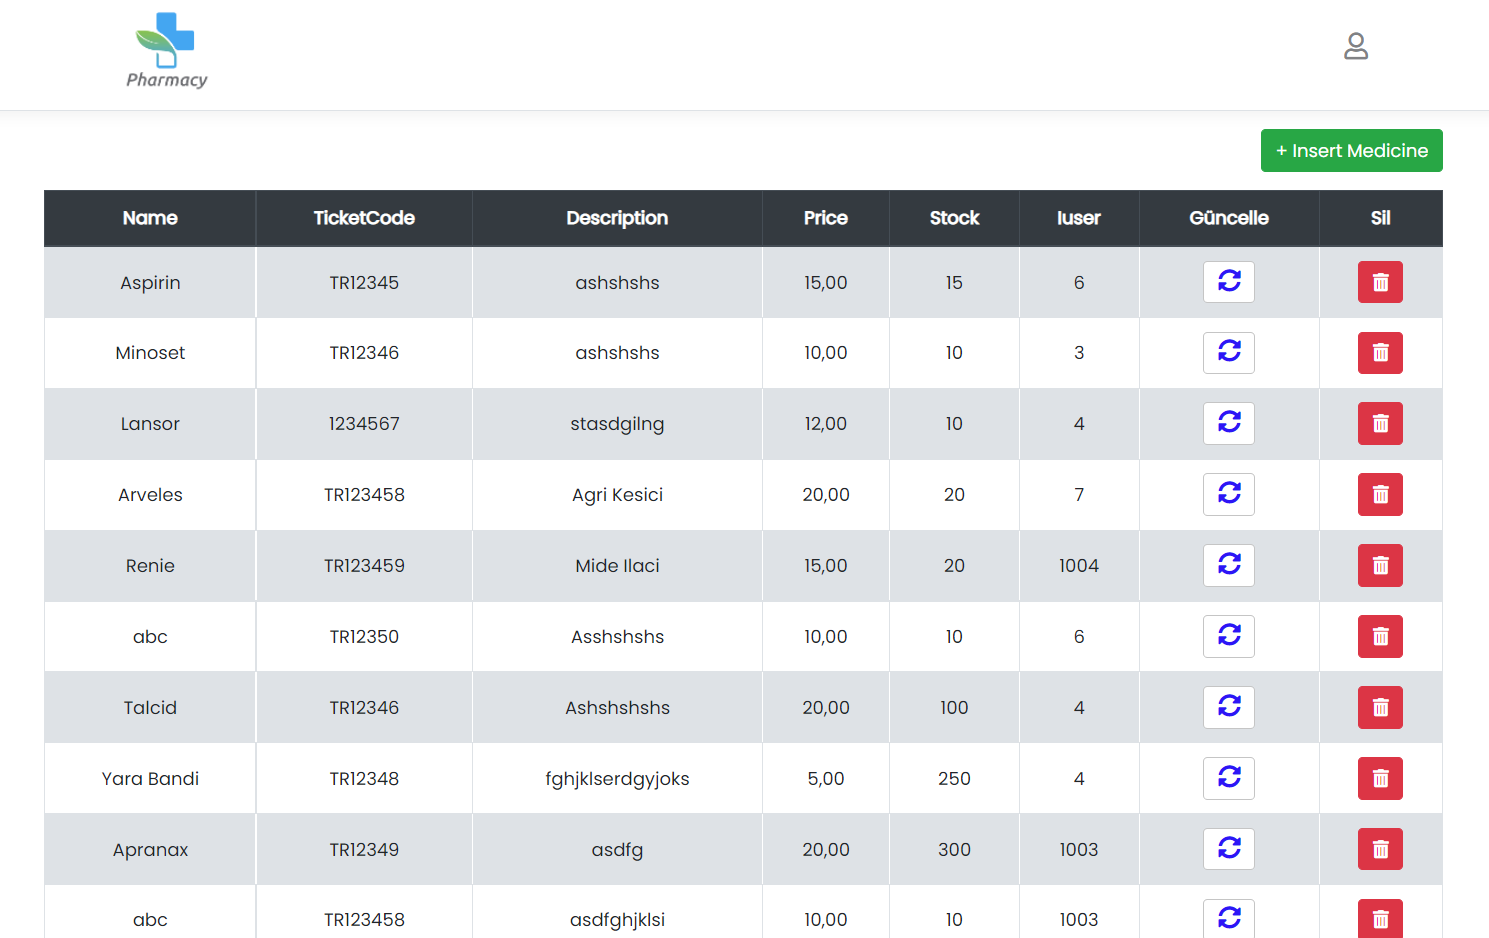 Pharmacy
+ Insert Medicine
Name TicketCode Description Price Stock Iuser Güncelle Sil
Aspirin TR12345 ashshshs 15,00 15 6
Minoset TR12346 ashshshs 10,00 10 3
Lansor 1234567 stasdgilng 12,00 10 4
Arveles TR123458 Agri Kesici 20,00 20 7
Renie TR123459 Mide Ilaci 15,00 20 1004
abc TR12350 Asshshshs 10,00 10 6
Talcid TR12346 Ashshshshs 20,00 100 4
Yara Bandi TR12348 fghjklserdgyjoks 5,00 250 4
Apranax TR12349 asdfg 20,00 300 1003
abc TR123458 asdfghjklsi 10,00 10 1003